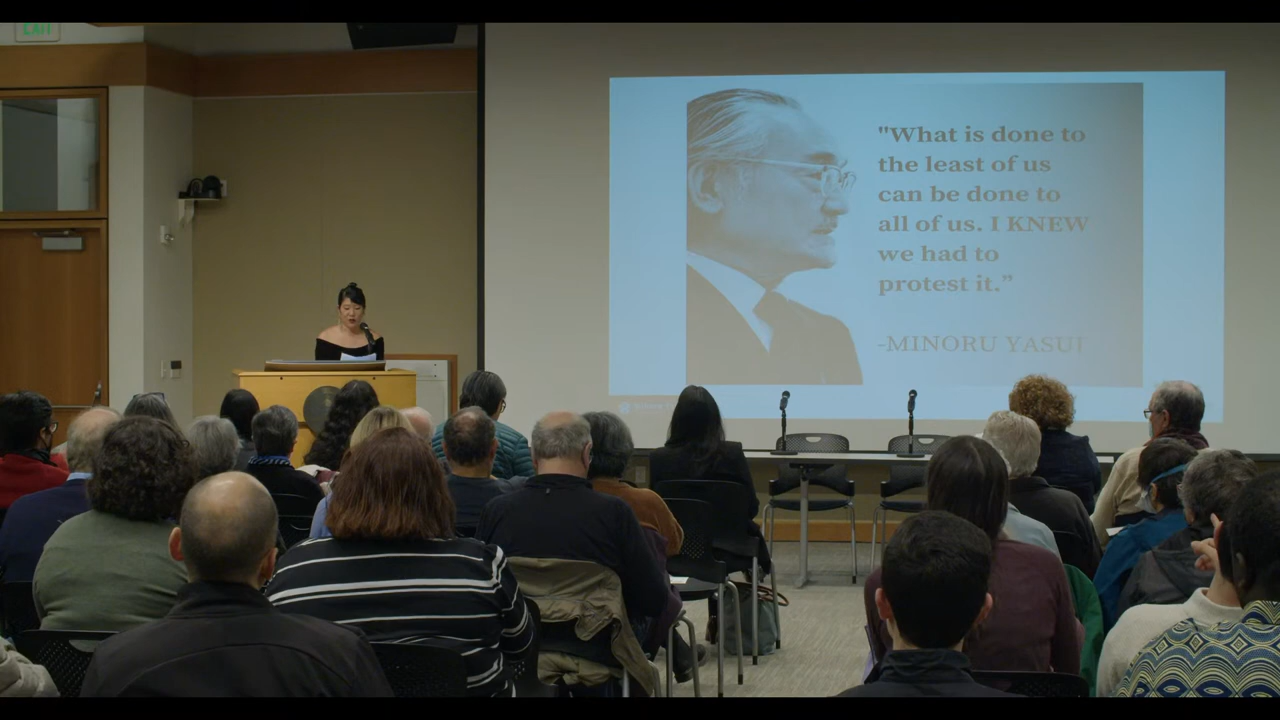 EXIT
"What is done to
the least of us
can be done to
all of us. I KNEW
we had to
protest it.”
-MINORU YASUI